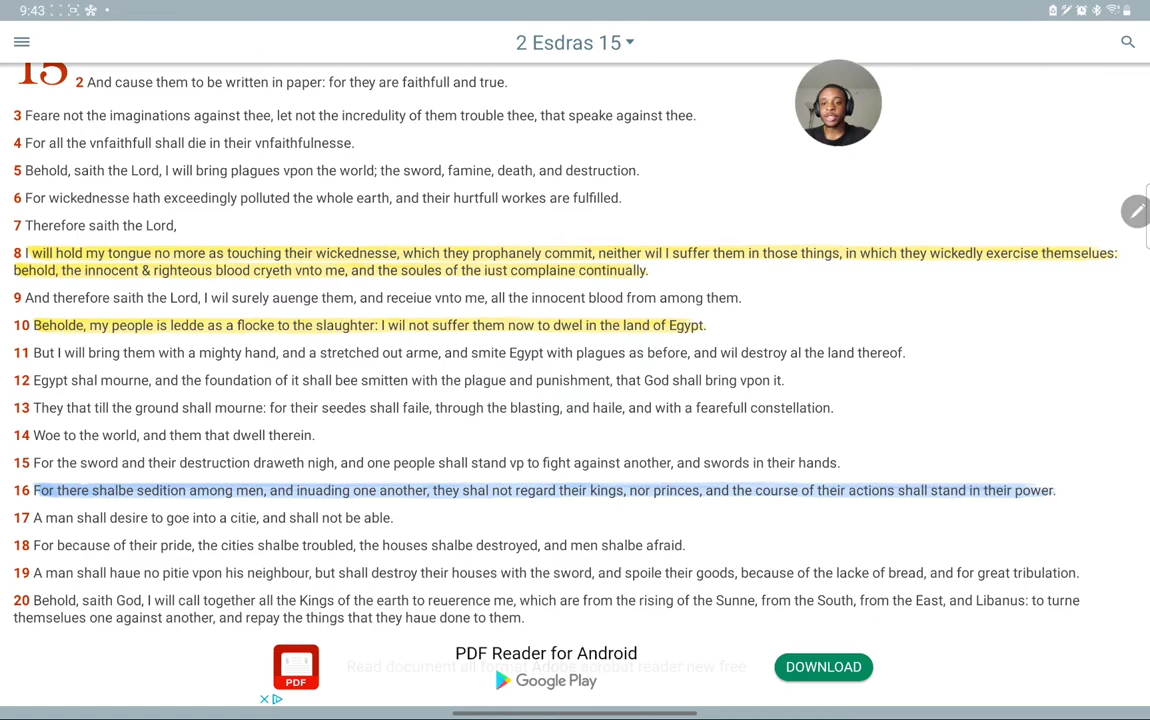 9:43
2 Esdras 15
15 2 And cause them to be written in paper: for they are faithfull and true.
3 Feare not the imaginations against thee, let not the incredulity of them trouble thee, that speake against thee.
4 For all the vnfaithfull shall die in their vnfaithfulnesse.
5 Behold, saith the Lord, I will bring plagues vpon the world; the sword, famine, death, and destruction.
6 For wickednesse hath exceedingly polluted the whole earth, and their hurtfull workes are fulfilled.
7 Therefore saith the Lord,
8 I will hold my tongue no more as touching their wickednesse, which they prophanely commit, neither wil I suffer them in those things, in which they wickedly exercise themselues:
behold, the innocent & righteous blood cryeth vnto me, and the soules of the iust complaine continually.
9 And therefore saith the Lord, I wil surely auenge them, and receiue vnto me, all the innocent blood from among them.
10 Beholde, my people is ledde as a flocke to the slaughter: I wil not suffer them now to dwel in the land of Egypt.
11 But I will bring them with a mighty hand, and a stretched out arme, and smite Egypt with plagues as before, and wil destroy al the land thereof.
12 Egypt shal mourne, and the foundation of it shall bee smitten with the plague and punishment, that God shall bring vpon it.
13 They that till the ground shall mourne: for their seedes shall faile, through the blasting, and haile, and with a fearefull constellation.
14 Woe to the world, and them that dwell therein.
15 For the sword and their destruction draweth nigh, and one people shall stand vp to fight against another, and swords in their hands.
16 For there shalbe sedition among men, and inuading one another, they shal not regard their kings, nor princes, and the course of their actions shall stand in their power.
17 A man shall desire to goe into a citie, and shall not be able.
18 For because of their pride, the cities shalbe troubled, the houses shalbe destroyed, and men shalbe afraid.
19 A man shall haue no pitie vpon his neighbour, but shall destroy their houses with the sword, and spoile their goods, because of the lacke of bread, and for great tribulation.
20 Behold, saith God, I will call together all the Kings of the earth to reuerence me, which are from the rising of the Sunne, from the South, from the East, and Libanus: to turne
themselues one against another, and repay the things that they haue done to them.
PDF Reader for Android
Read document all format Adobe acrobat reader new free
Google Play
DOWNLOAD
PDF